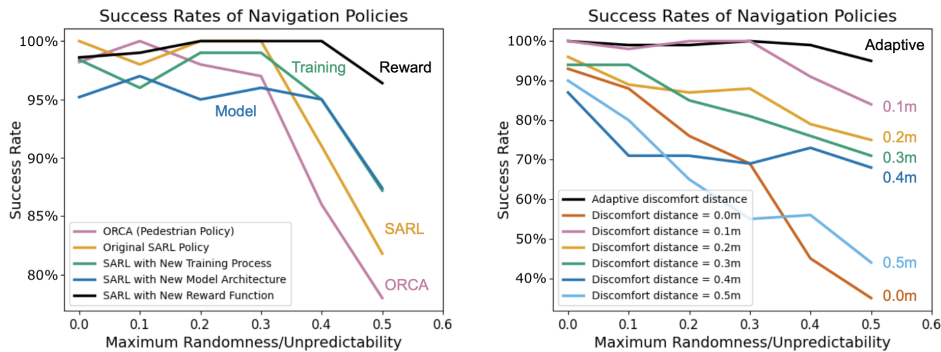 Success Rates of Navigation Policies
100%
95%
90%
85%
80%
Success Rate
Training
Reward
Model
SARL
ORCA
ORCA (Pedestrian Policy)
Original SARL Policy
SARL with New Training Process
SARL with New Model Architecture
SARL with New Reward Function
0.0 0.1 0.2 0.3 0.4 0.5 0.6
Maximum Randomness/Unpredictability
Success Rates of Navigation Policies
100%
90%
80%
70%
60%
50%
40%
Success Rate
Adaptive
0.1m
0.2m
0.3m
0.4m
0.5m
0.0m
Adaptive discomfort distance
Discomfort distance = 0.0m
Discomfort distance = 0.1m
Discomfort distance = 0.2m
Discomfort distance = 0.3m
Discomfort distance = 0.4m
Discomfort distance = 0.5m
0.0 0.1 0.2 0.3 0.4 0.5 0.6
Maximum Randomness/Unpredictability